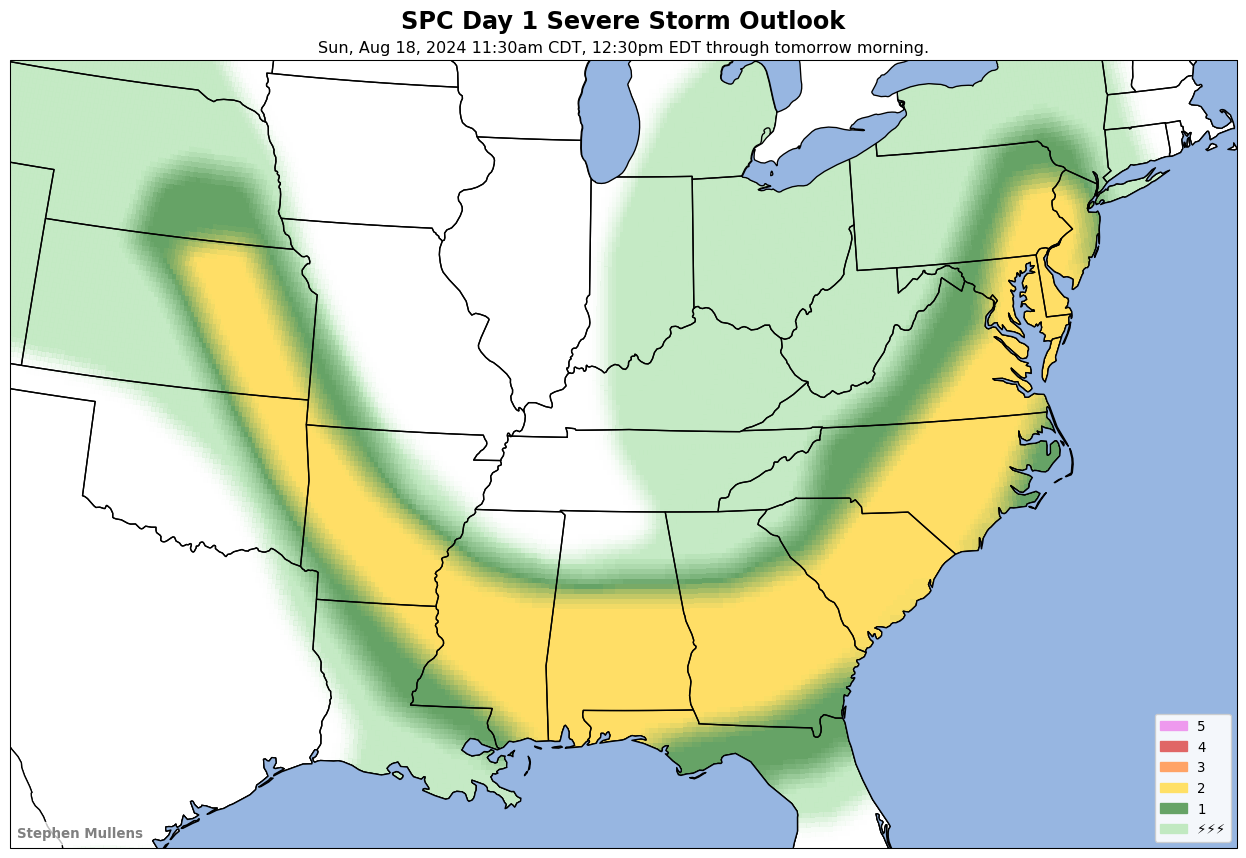 SPC Day 1 Severe Storm Outlook
Sun, Aug 18, 2024 11:30am CDT, 12:30pm EDT through tomorrow morning.
5
4
3
2
1
⚡⚡⚡
Stephen Mullens